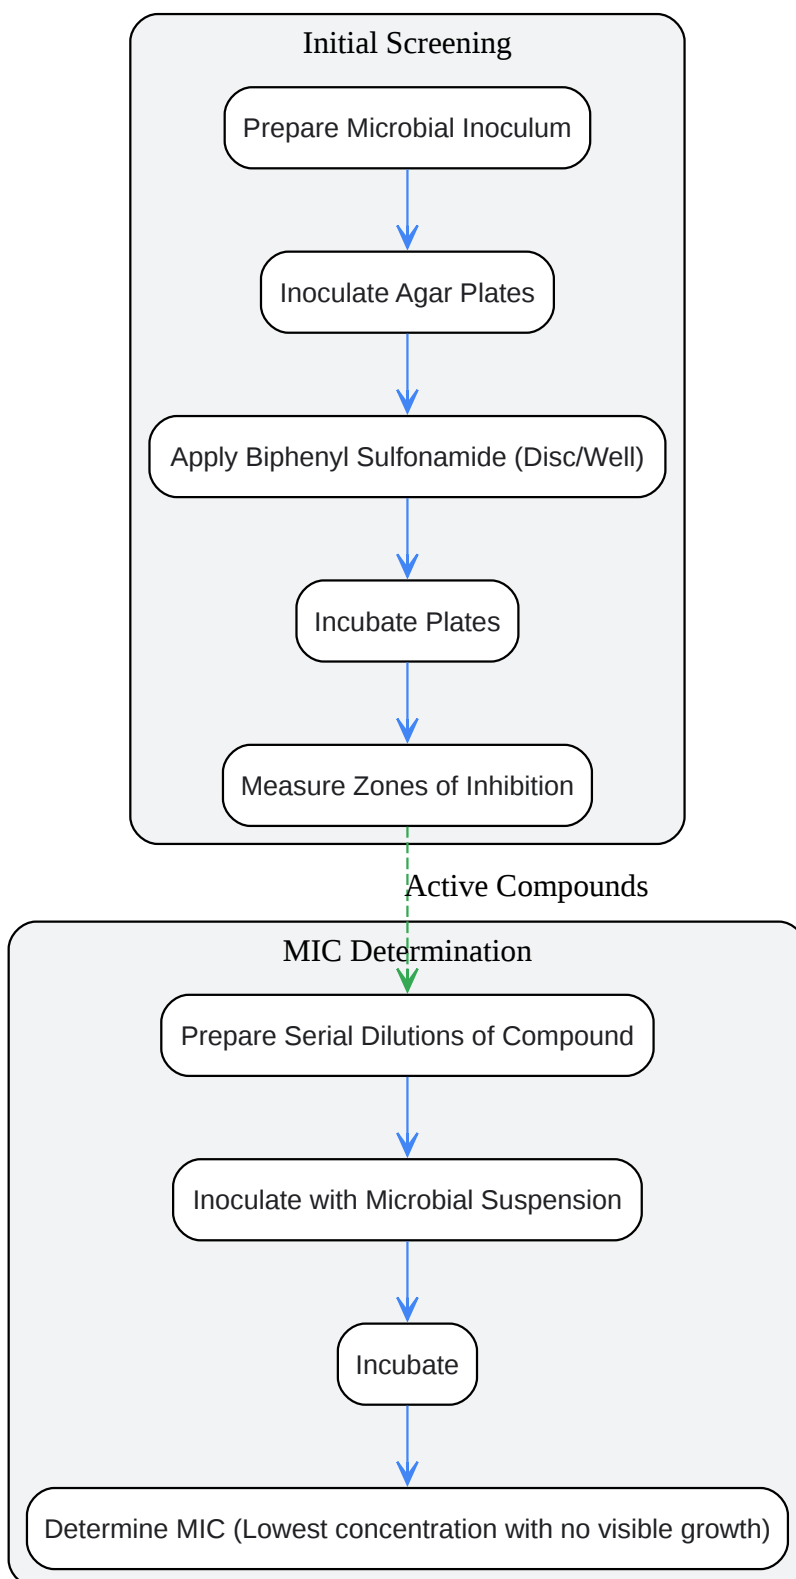 Initial Screening
Prepare Microbial Inoculum
Inoculate Agar Plates
Apply Biphenyl Sulfonamide (Disc/Well)
Incubate Plates
Measure Zones of Inhibition
Active Compounds
MIC Determination
Prepare Serial Dilutions of Compound
Inoculate with Microbial Suspension
Incubate
Determine MIC (Lowest concentration with no visible growth)